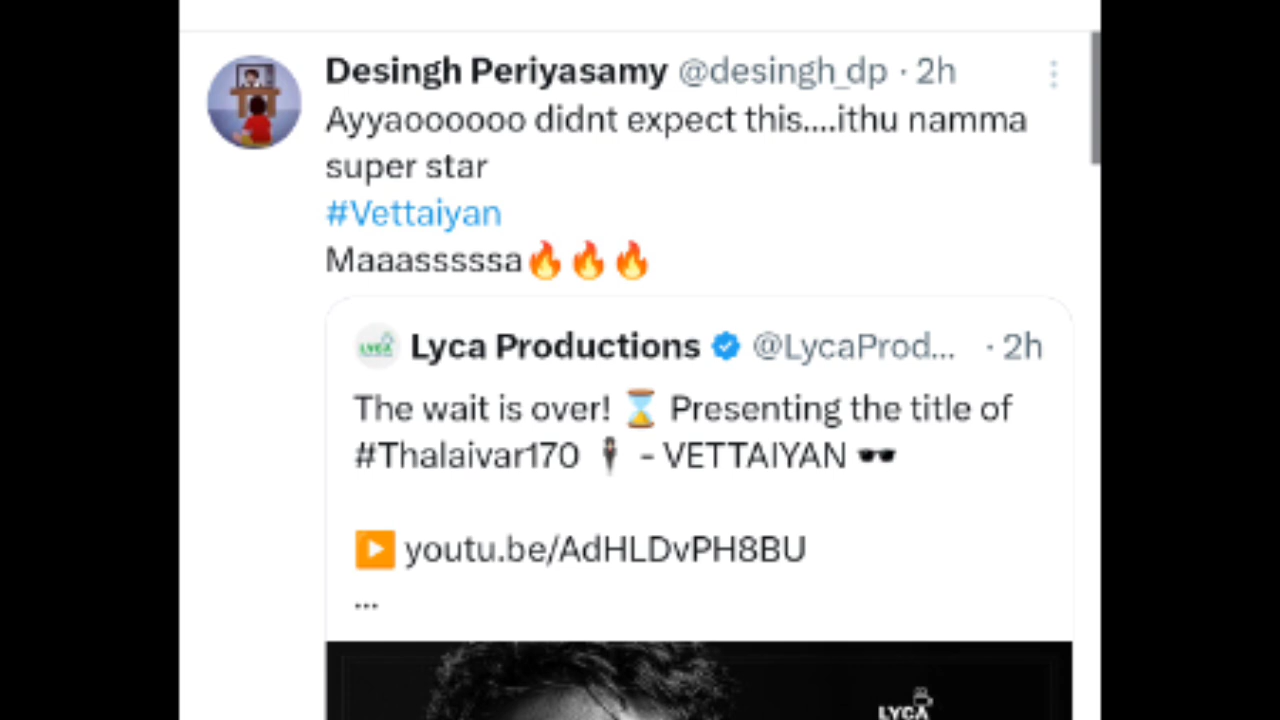 Desingh Periyasamy @desingh_dp · 2h
Ayyaoooooo didnt expect this....ithu namma
super star
#Vettaiyan
Maaasssssa🔥🔥🔥
LYCA Lyca Productions @LycaProd... · 2h
The wait is over! ⌛ Presenting the title of
#Thalaivar170 🕴 - VETTAIYAN 🕶️
▶️ youtu.be/AdHLDvPH8BU
...
LYCA